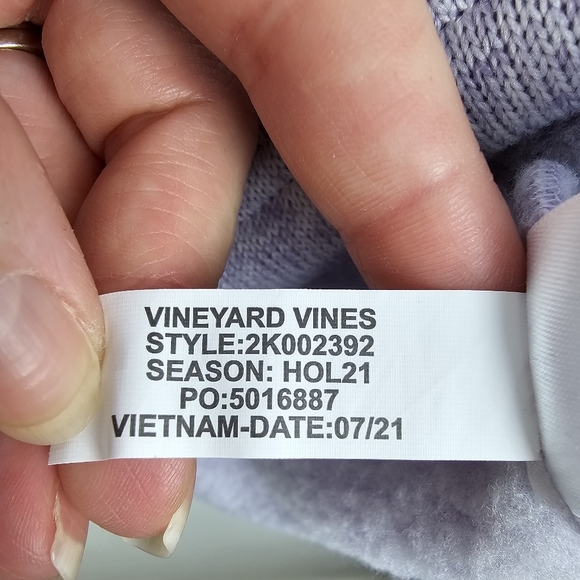 VINEYARD VINES
STYLE:2K002392
SEASON: HOL21
PO:5016887
VIETNAM-DATE:07/21